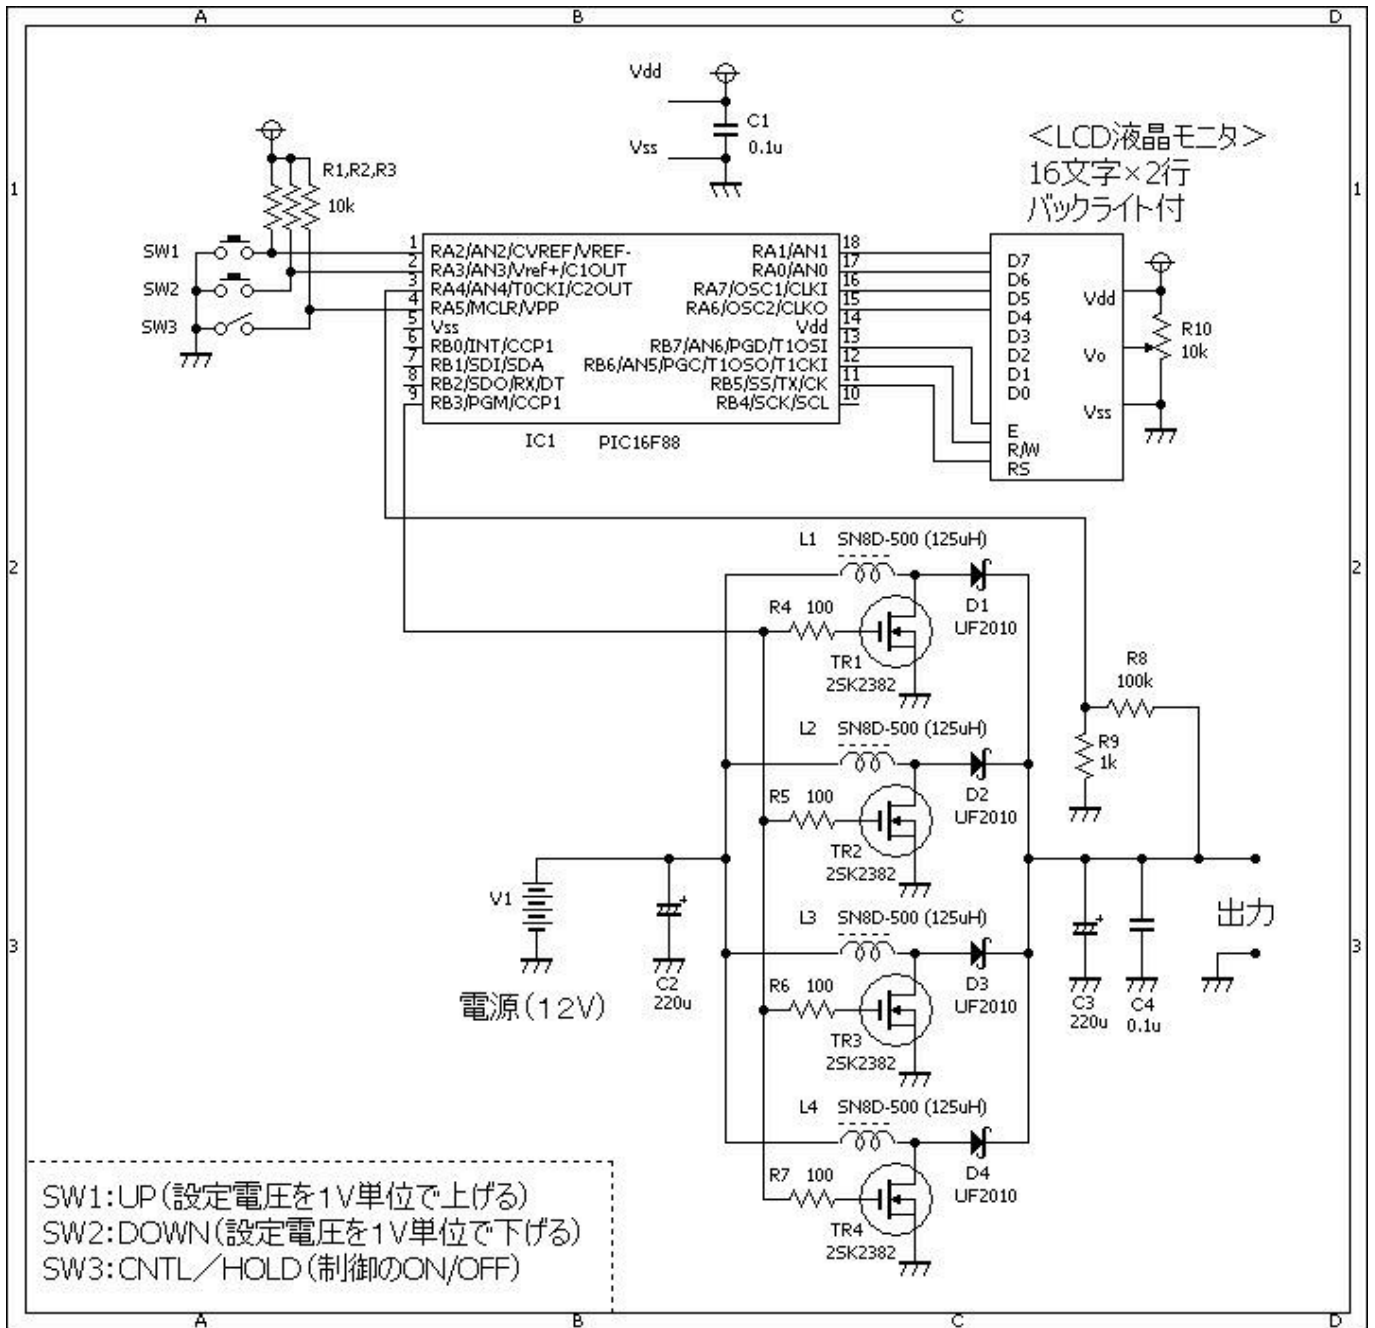 A B C D
Vdd
C1
0.1u
Vss
<LCD液晶モニタ>
16文字×2行
バックライト付
1 1
R1,R2,R3
10k
SW1
SW2
SW3
1 RA2/AN2/CVREF/VREF-
2 RA3/AN3/Vref+/C1OUT
3 RA4/AN4/T0CKI/C2OUT
4 RA5/MCLR/VPP
5 Vss
6 RB0/INT/CCP1
7 RB1/SDI/SDA
8 RB2/SDO/RX/DT
9 RB3/PGM/CCP1
RA1/AN1 18
RA0/AN0 17
RA7/OSC1/CLKI 16
RA6/OSC2/CLKO 15
Vdd 14
RB7/AN6/PGD/T1OSI 13
RB6/AN5/PGC/T1OSO/T1CKI 12
RB5/SS/TX/CK 11
RB4/SCK/SCL 10
IC1 PIC16F88
D7
D6
D5
D4
D3
D2
D1
D0
E
R/W
RS
Vdd
Vo
Vss
R10
10k
2 2
L1 SN8D-500 (125uH)
R4 100
D1
UF2010
TR1
2SK2382
R8
100k
R9
1k
L2 SN8D-500 (125uH)
R5 100
D2
UF2010
TR2
2SK2382
V1
電源(12V)
C2
220u
L3 SN8D-500 (125uH)
R6 100
D3
UF2010
TR3
2SK2382
出力
C3
220u
C4
0.1u
3 3
L4 SN8D-500 (125uH)
R7 100
D4
UF2010
TR4
2SK2382
SW1:UP(設定電圧を1V単位で上げる)
SW2:DOWN(設定電圧を1V単位で下げる)
SW3:CNTL/HOLD(制御のON/OFF)
A B C D